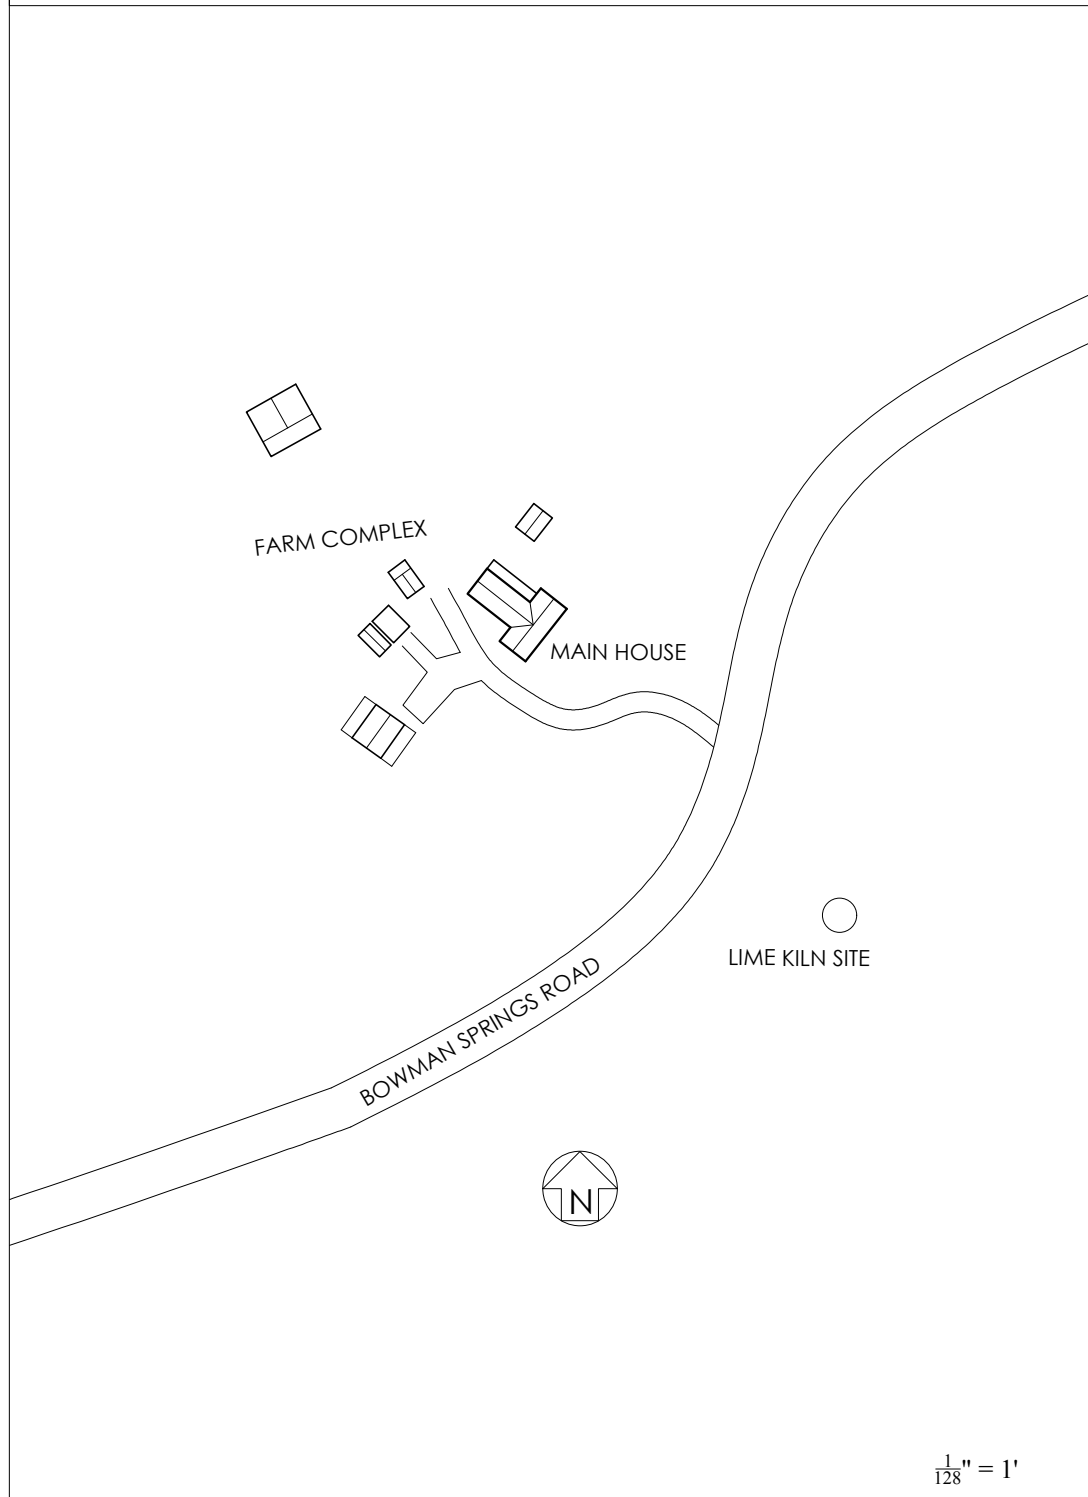 FARM COMPLEX
MAIN HOUSE
LIME KILN SITE
BOWMAN SPRINGS ROAD
N
1/128" = 1'